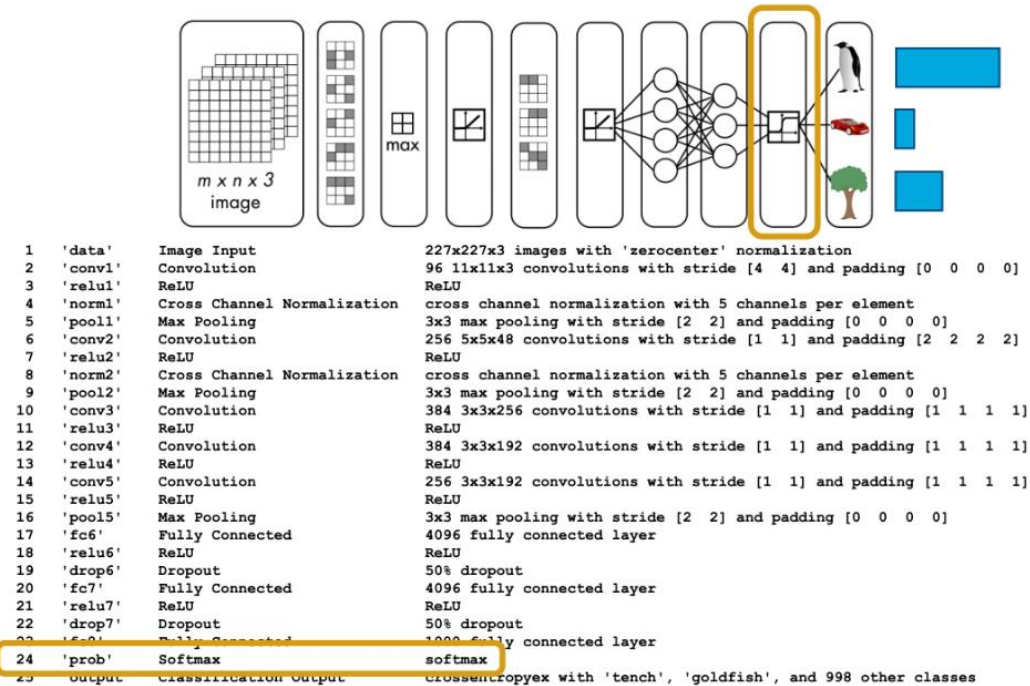 max
m x n x 3
image
1 'data' Image Input 227x227x3 images with 'zerocenter' normalization
2 'conv1' Convolution 96 11x11x3 convolutions with stride [4 4] and padding [0 0 0 0]
3 'relu1' ReLU ReLU
4 'norm1' Cross Channel Normalization cross channel normalization with 5 channels per element
5 'pool1' Max Pooling 3x3 max pooling with stride [2 2] and padding [0 0 0 0]
6 'conv2' Convolution 256 5x5x48 convolutions with stride [1 1] and padding [2 2 2 2]
7 'relu2' ReLU ReLU
8 'norm2' Cross Channel Normalization cross channel normalization with 5 channels per element
9 'pool2' Max Pooling 3x3 max pooling with stride [2 2] and padding [0 0 0 0]
10 'conv3' Convolution 384 3x3x256 convolutions with stride [1 1] and padding [1 1 1 1]
11 'relu3' ReLU ReLU
12 'conv4' Convolution 384 3x3x192 convolutions with stride [1 1] and padding [1 1 1 1]
13 'relu4' ReLU ReLU
14 'conv5' Convolution 256 3x3x192 convolutions with stride [1 1] and padding [1 1 1 1]
15 'relu5' ReLU ReLU
16 'pool5' Max Pooling 3x3 max pooling with stride [2 2] and padding [0 0 0 0]
17 'fc6' Fully Connected 4096 fully connected layer
18 'relu6' ReLU ReLU
19 'drop6' Dropout 50% dropout
20 'fc7' Fully Connected 4096 fully connected layer
21 'relu7' ReLU ReLU
22 'drop7' Dropout 50% dropout
23 'fc8' Fully Connected 1000 fully connected layer
24 'prob' Softmax softmax
25 'output' Classification Output crossentropyex with 'tench', 'goldfish', and 998 other classes